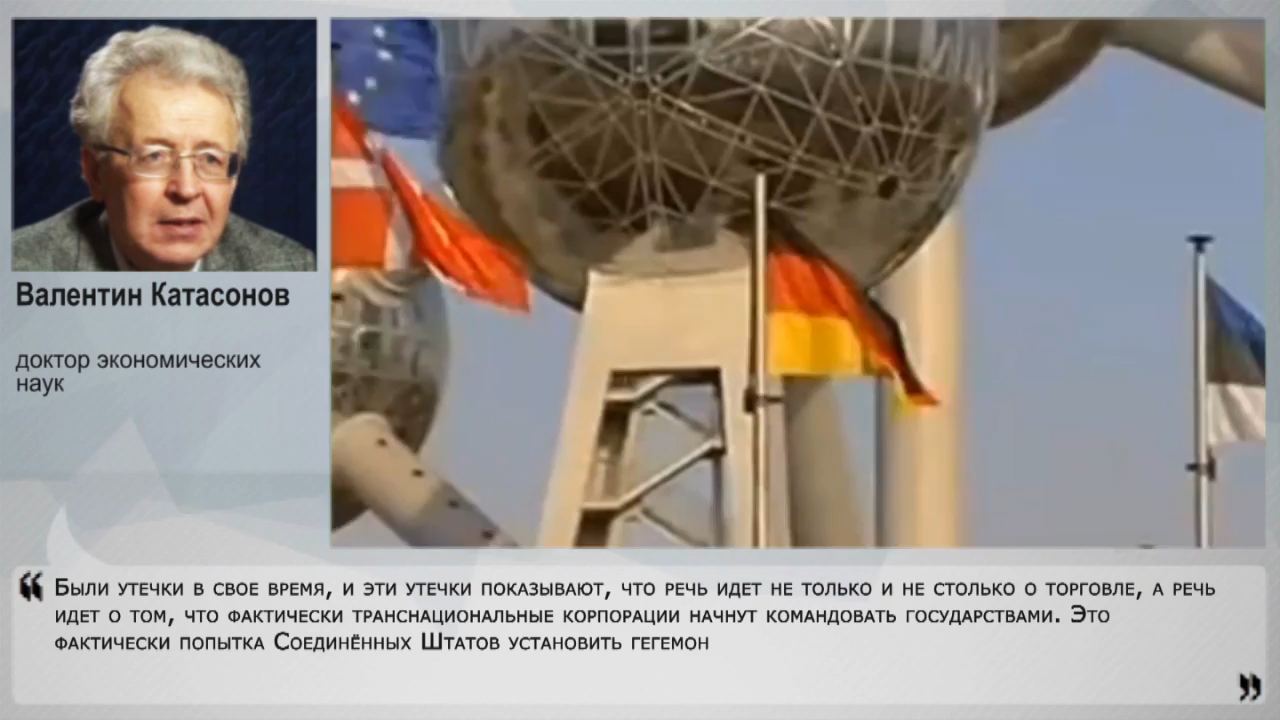 Валентин Катасонов
доктор экономических
наук
“ Были утечки в свое время, и эти утечки показывают, что речь идет не только и не столько о торговле, а речь
идет о том, что фактически транснациональные корпорации начнут командовать государствами. Это
фактически попытка Соединённых Штатов установить гегемон
”